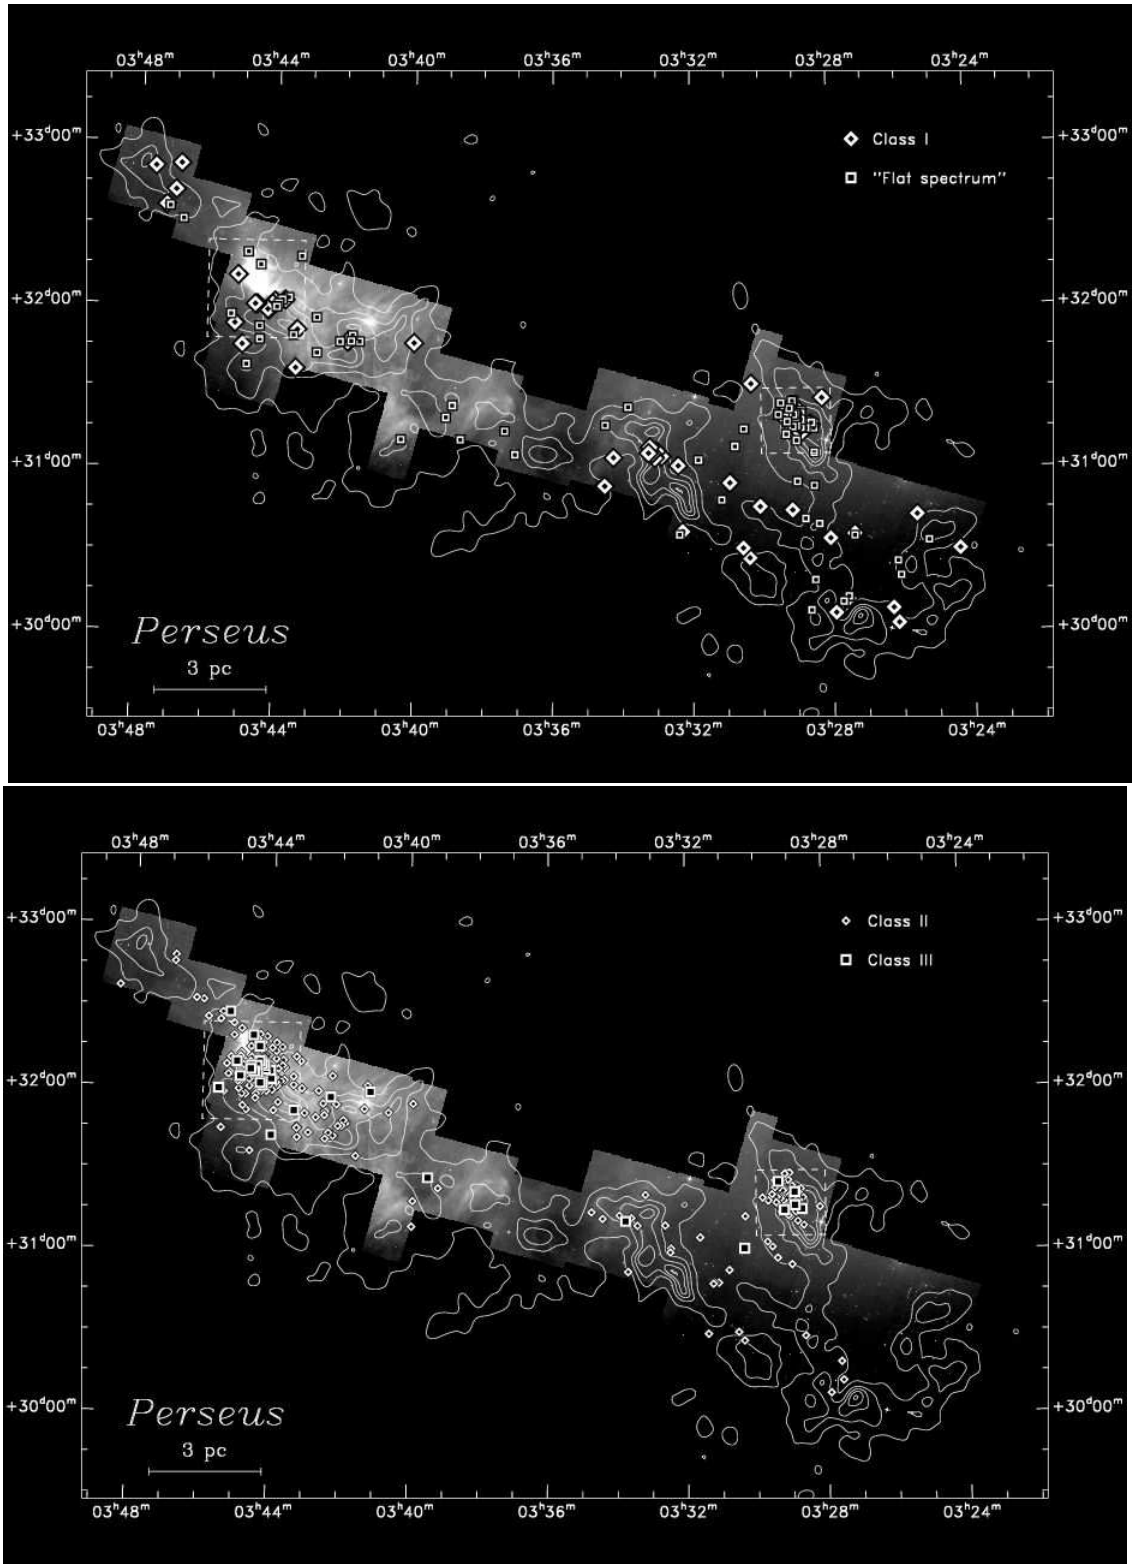 03ʰ48ᵐ 03ʰ44ᵐ 03ʰ40ᵐ 03ʰ36ᵐ 03ʰ32ᵐ 03ʰ28ᵐ 03ʰ24ᵐ
+33ᵈ00ᵐ +33ᵈ00ᵐ
Class I
"Flat spectrum"
+32ᵈ00ᵐ +32ᵈ00ᵐ
+31ᵈ00ᵐ +31ᵈ00ᵐ
+30ᵈ00ᵐ +30ᵈ00ᵐ
Perseus
3 pc
03ʰ48ᵐ 03ʰ44ᵐ 03ʰ40ᵐ 03ʰ36ᵐ 03ʰ32ᵐ 03ʰ28ᵐ 03ʰ24ᵐ
03ʰ48ᵐ 03ʰ44ᵐ 03ʰ40ᵐ 03ʰ36ᵐ 03ʰ32ᵐ 03ʰ28ᵐ 03ʰ24ᵐ
+33ᵈ00ᵐ +33ᵈ00ᵐ
Class II
Class III
+32ᵈ00ᵐ +32ᵈ00ᵐ
+31ᵈ00ᵐ +31ᵈ00ᵐ
+30ᵈ00ᵐ +30ᵈ00ᵐ
Perseus
3 pc
03ʰ48ᵐ 03ʰ44ᵐ 03ʰ40ᵐ 03ʰ36ᵐ 03ʰ32ᵐ 03ʰ28ᵐ 03ʰ24ᵐ